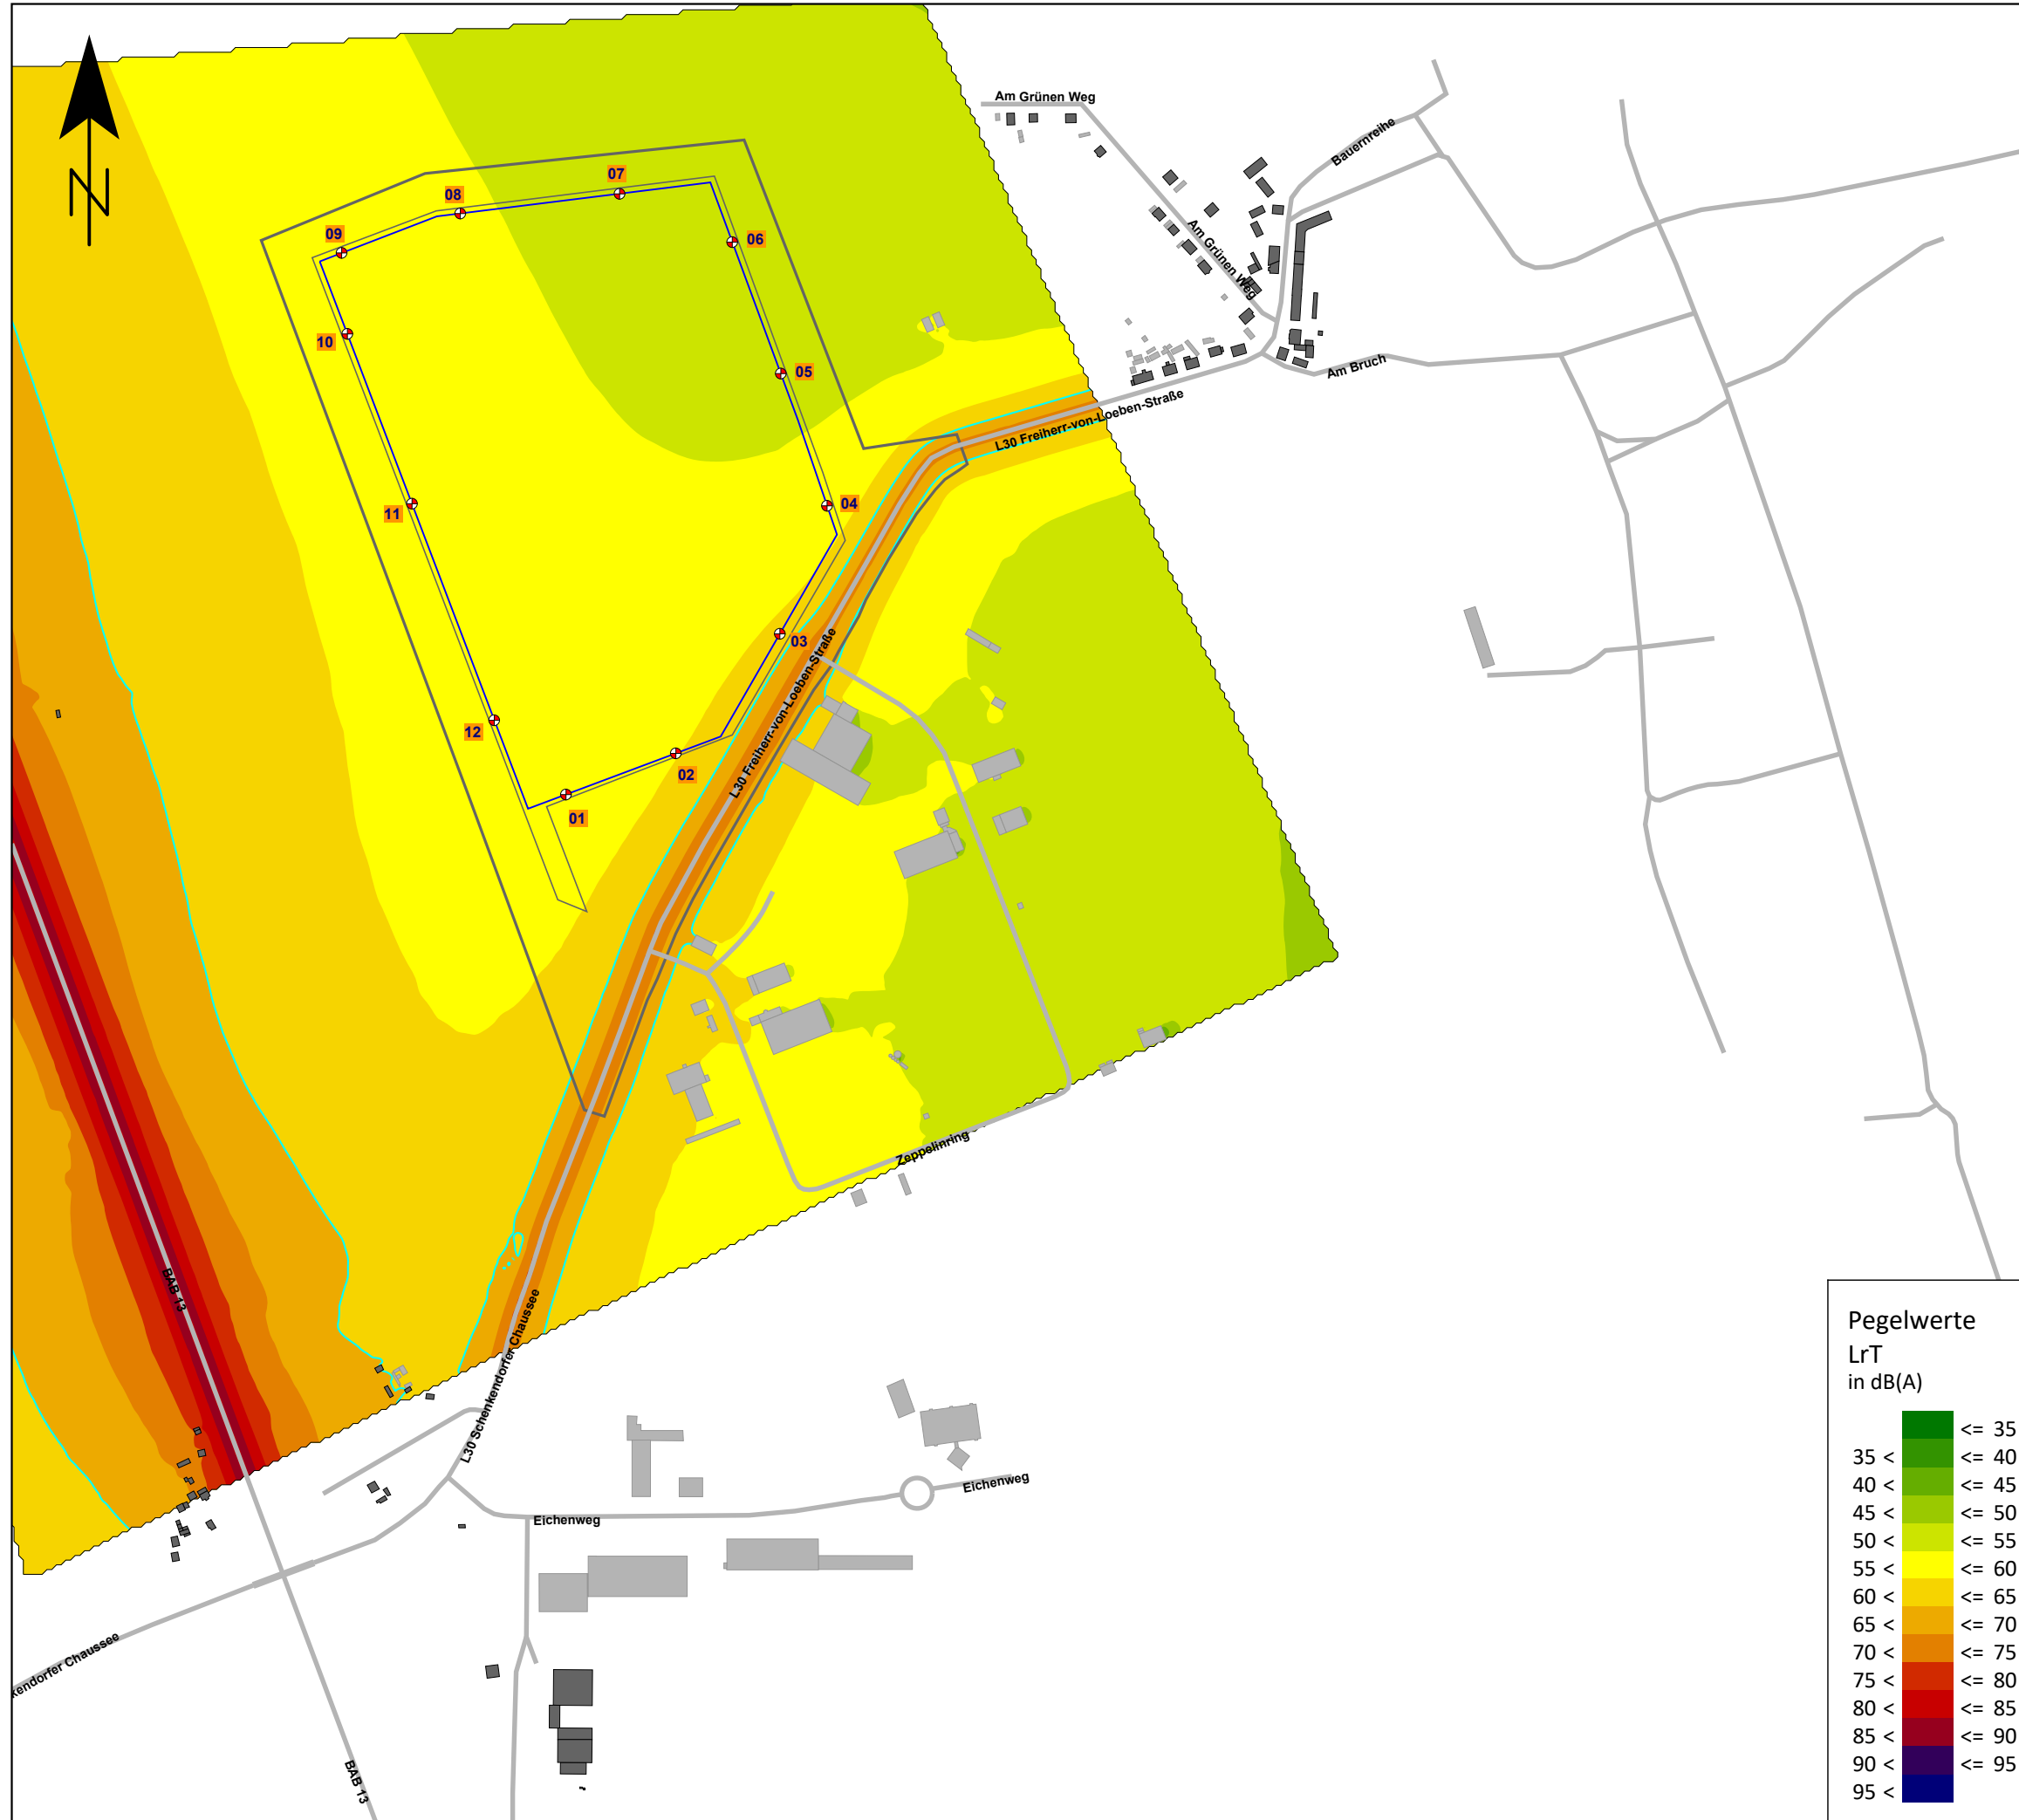 Am Grünen Weg
Bauernreihe
N
07
08
09
06
Am Grünen Weg
10
05
Am Bruch
L30 Freiherr-von-Loeben-Straße
04
11
03
L30 Freiherr-von-Loeben-Straße
12
02
01
Zeppelinring
BAB 13
L30 Schenkendorfer Chaussee
Eichenweg
Eichenweg
kendorfer Chaussee
BAB 13
Pegelwerte
LrT
in dB(A)
<= 35
35 < <= 40
40 < <= 45
45 < <= 50
50 < <= 55
55 < <= 60
60 < <= 65
65 < <= 70
70 < <= 75
75 < <= 80
80 < <= 85
85 < <= 90
90 < <= 95
95 <